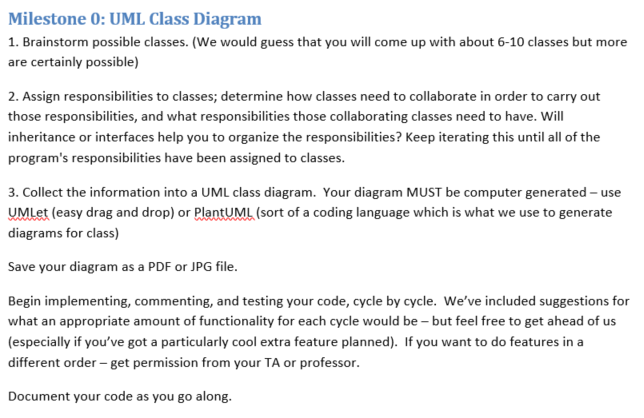 Milestone 0: UML Class Diagram
1. Brainstorm possible classes. (We would guess that you will come up with about 6-10 classes but more
are certainly possible)
2. Assign responsibilities to classes; determine how classes need to collaborate in order to carry out
those responsibilities, and what responsibilities those collaborating classes need to have. Will
inheritance or interfaces help you to organize the responsibilities? Keep iterating this until all of the
program's responsibilities have been assigned to classes.
3. Collect the information into a UML class diagram. Your diagram MUST be computer generated – use
UMLet (easy drag and drop) or PlantUML (sort of a coding language which is what we use to generate
diagrams for class)
Save your diagram as a PDF or JPG file.
Begin implementing, commenting, and testing your code, cycle by cycle. We've included suggestions for
what an appropriate amount of functionality for each cycle would be – but feel free to get ahead of us
(especially if you've got a particularly cool extra feature planned). If you want to do features in a
different order – get permission from your TA or professor.
Document your code as you go along.